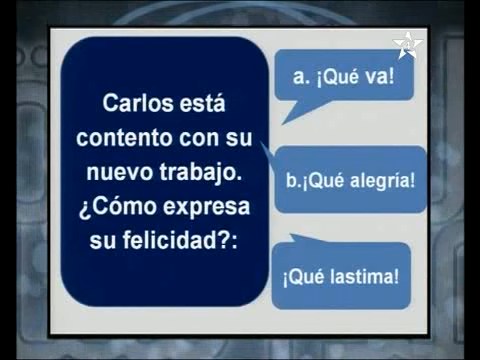 Carlos está
contento con su
nuevo trabajo.
¿Cómo expresa
su felicidad?:
a. ¡Qué va!
b.¡Qué alegría!
¡Qué lastima!